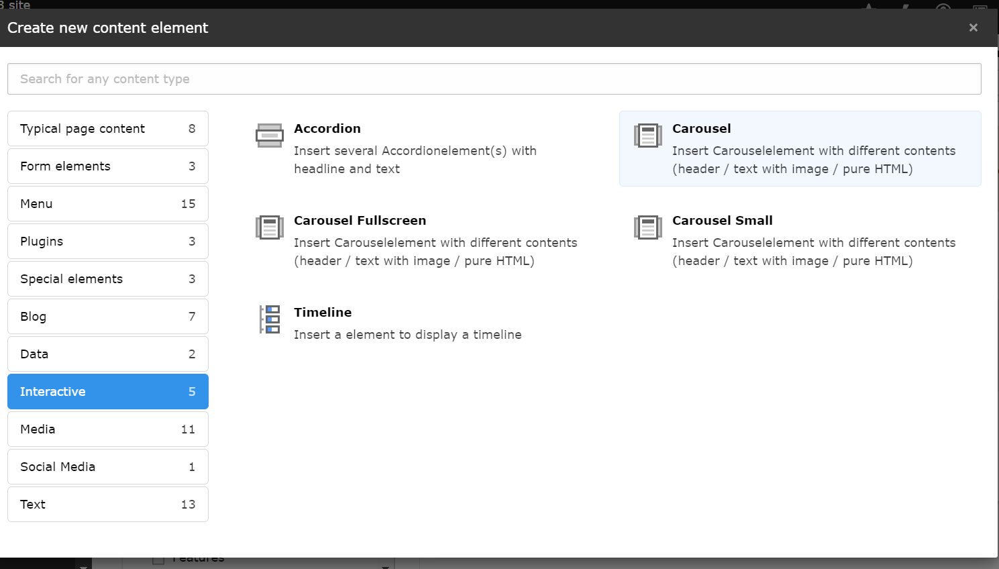 3 site
Create new content element
×
Search for any content type
Typical page content 8
Form elements 3
Menu 15
Plugins 3
Special elements 3
Blog 7
Data 2
Interactive 5
Media 11
Social Media 1
Text 13
Accordion
Insert several Accordionelement(s) with
headline and text
Carousel
Insert Carouselelement with different contents
(header / text with image / pure HTML)
Carousel Fullscreen
Insert Carouselelement with different contents
(header / text with image / pure HTML)
Carousel Small
Insert Carouselelement with different contents
(header / text with image / pure HTML)
Timeline
Insert a element to display a timeline
Features